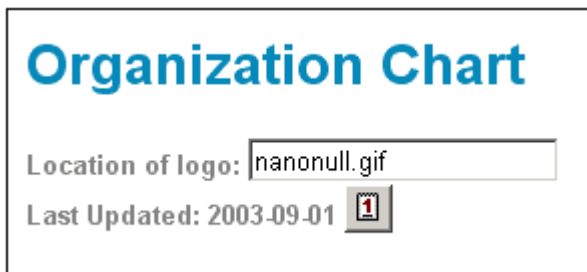 Organization Chart
Location of logo: nanonull.gif
Last Updated: 2003-09-01 1